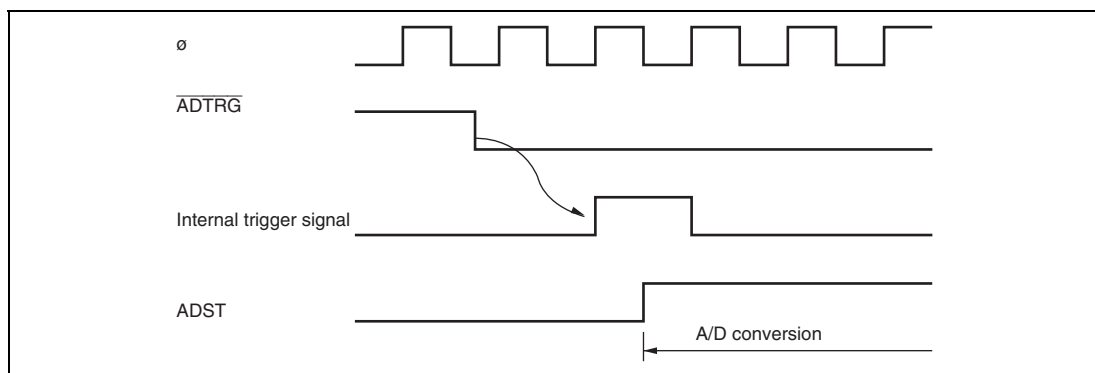 ø
ADTRG
Internal trigger signal
ADST
A/D conversion